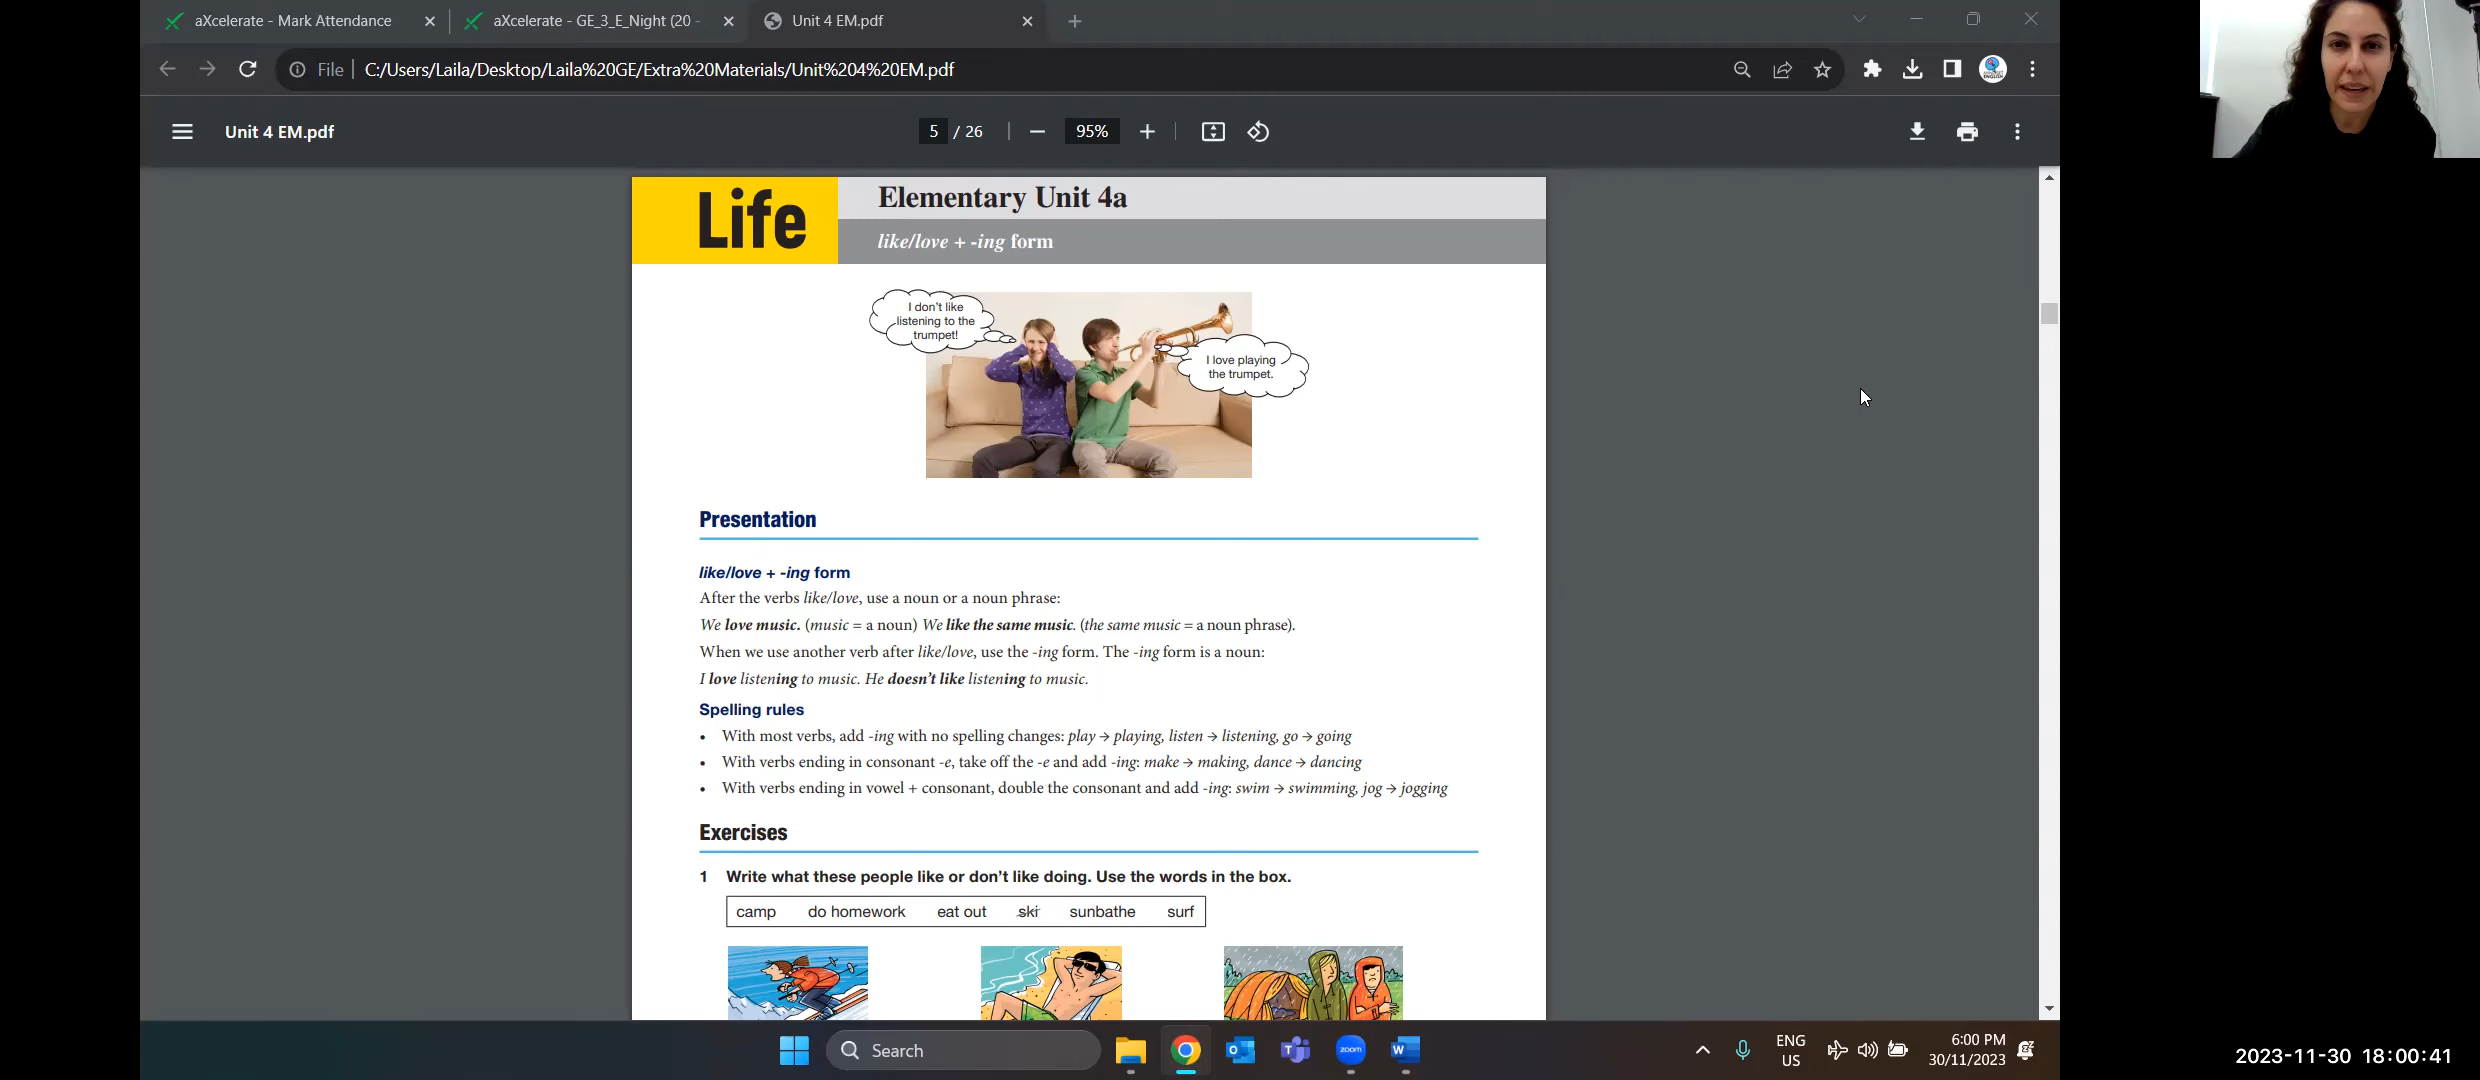 aXcelerate - Mark Attendance
aXcelerate - GE_3_E_Night (20 -
Unit 4 EM.pdf
File
C:/Users/Laila/Desktop/Laila%20GE/Extra%20Materials/Unit%204%20EM.pdf
Unit 4 EM.pdf
5 / 26
95%
Life
Elementary Unit 4a
like/love + -ing form
I don't like
listening to the
trumpet!
I love playing
the trumpet.
Presentation
like/love + -ing form
After the verbs like/love, use a noun or a noun phrase:
We love music. (music = a noun) We like the same music. (the same music = a noun phrase).
When we use another verb after like/love, use the -ing form. The -ing form is a noun:
I love listening to music. He doesn't like listening to music.
Spelling rules
• With most verbs, add -ing with no spelling changes: play → playing, listen → listening, go → going
• With verbs ending in consonant -e, take off the -e and add -ing: make → making, dance → dancing
• With verbs ending in vowel + consonant, double the consonant and add -ing: swim → swimming, jog → jogging
Exercises
1 Write what these people like or don't like doing. Use the words in the box.
camp do homework eat out ski sunbathe surf
Search
zoom
ENG
US
6:00 PM
30/11/2023
2023-11-30 18:00:41